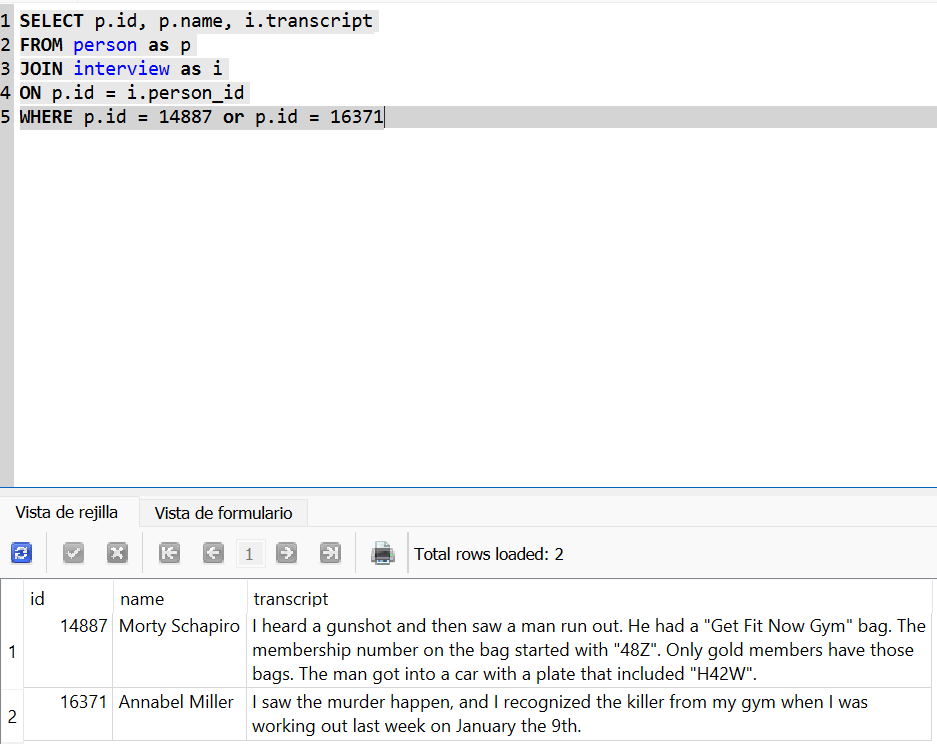 1 SELECT p.id, p.name, i.transcript
2 FROM person as p
3 JOIN interview as i
4 ON p.id = i.person_id
5 WHERE p.id = 14887 or p.id = 16371
Vista de rejilla Vista de formulario
1 Total rows loaded: 2
id name transcript
1 14887 Morty Schapiro I heard a gunshot and then saw a man run out. He had a "Get Fit Now Gym" bag. The
membership number on the bag started with "48Z". Only gold members have those
bags. The man got into a car with a plate that included "H42W".
2 16371 Annabel Miller I saw the murder happen, and I recognized the killer from my gym when I was
working out last week on January the 9th.